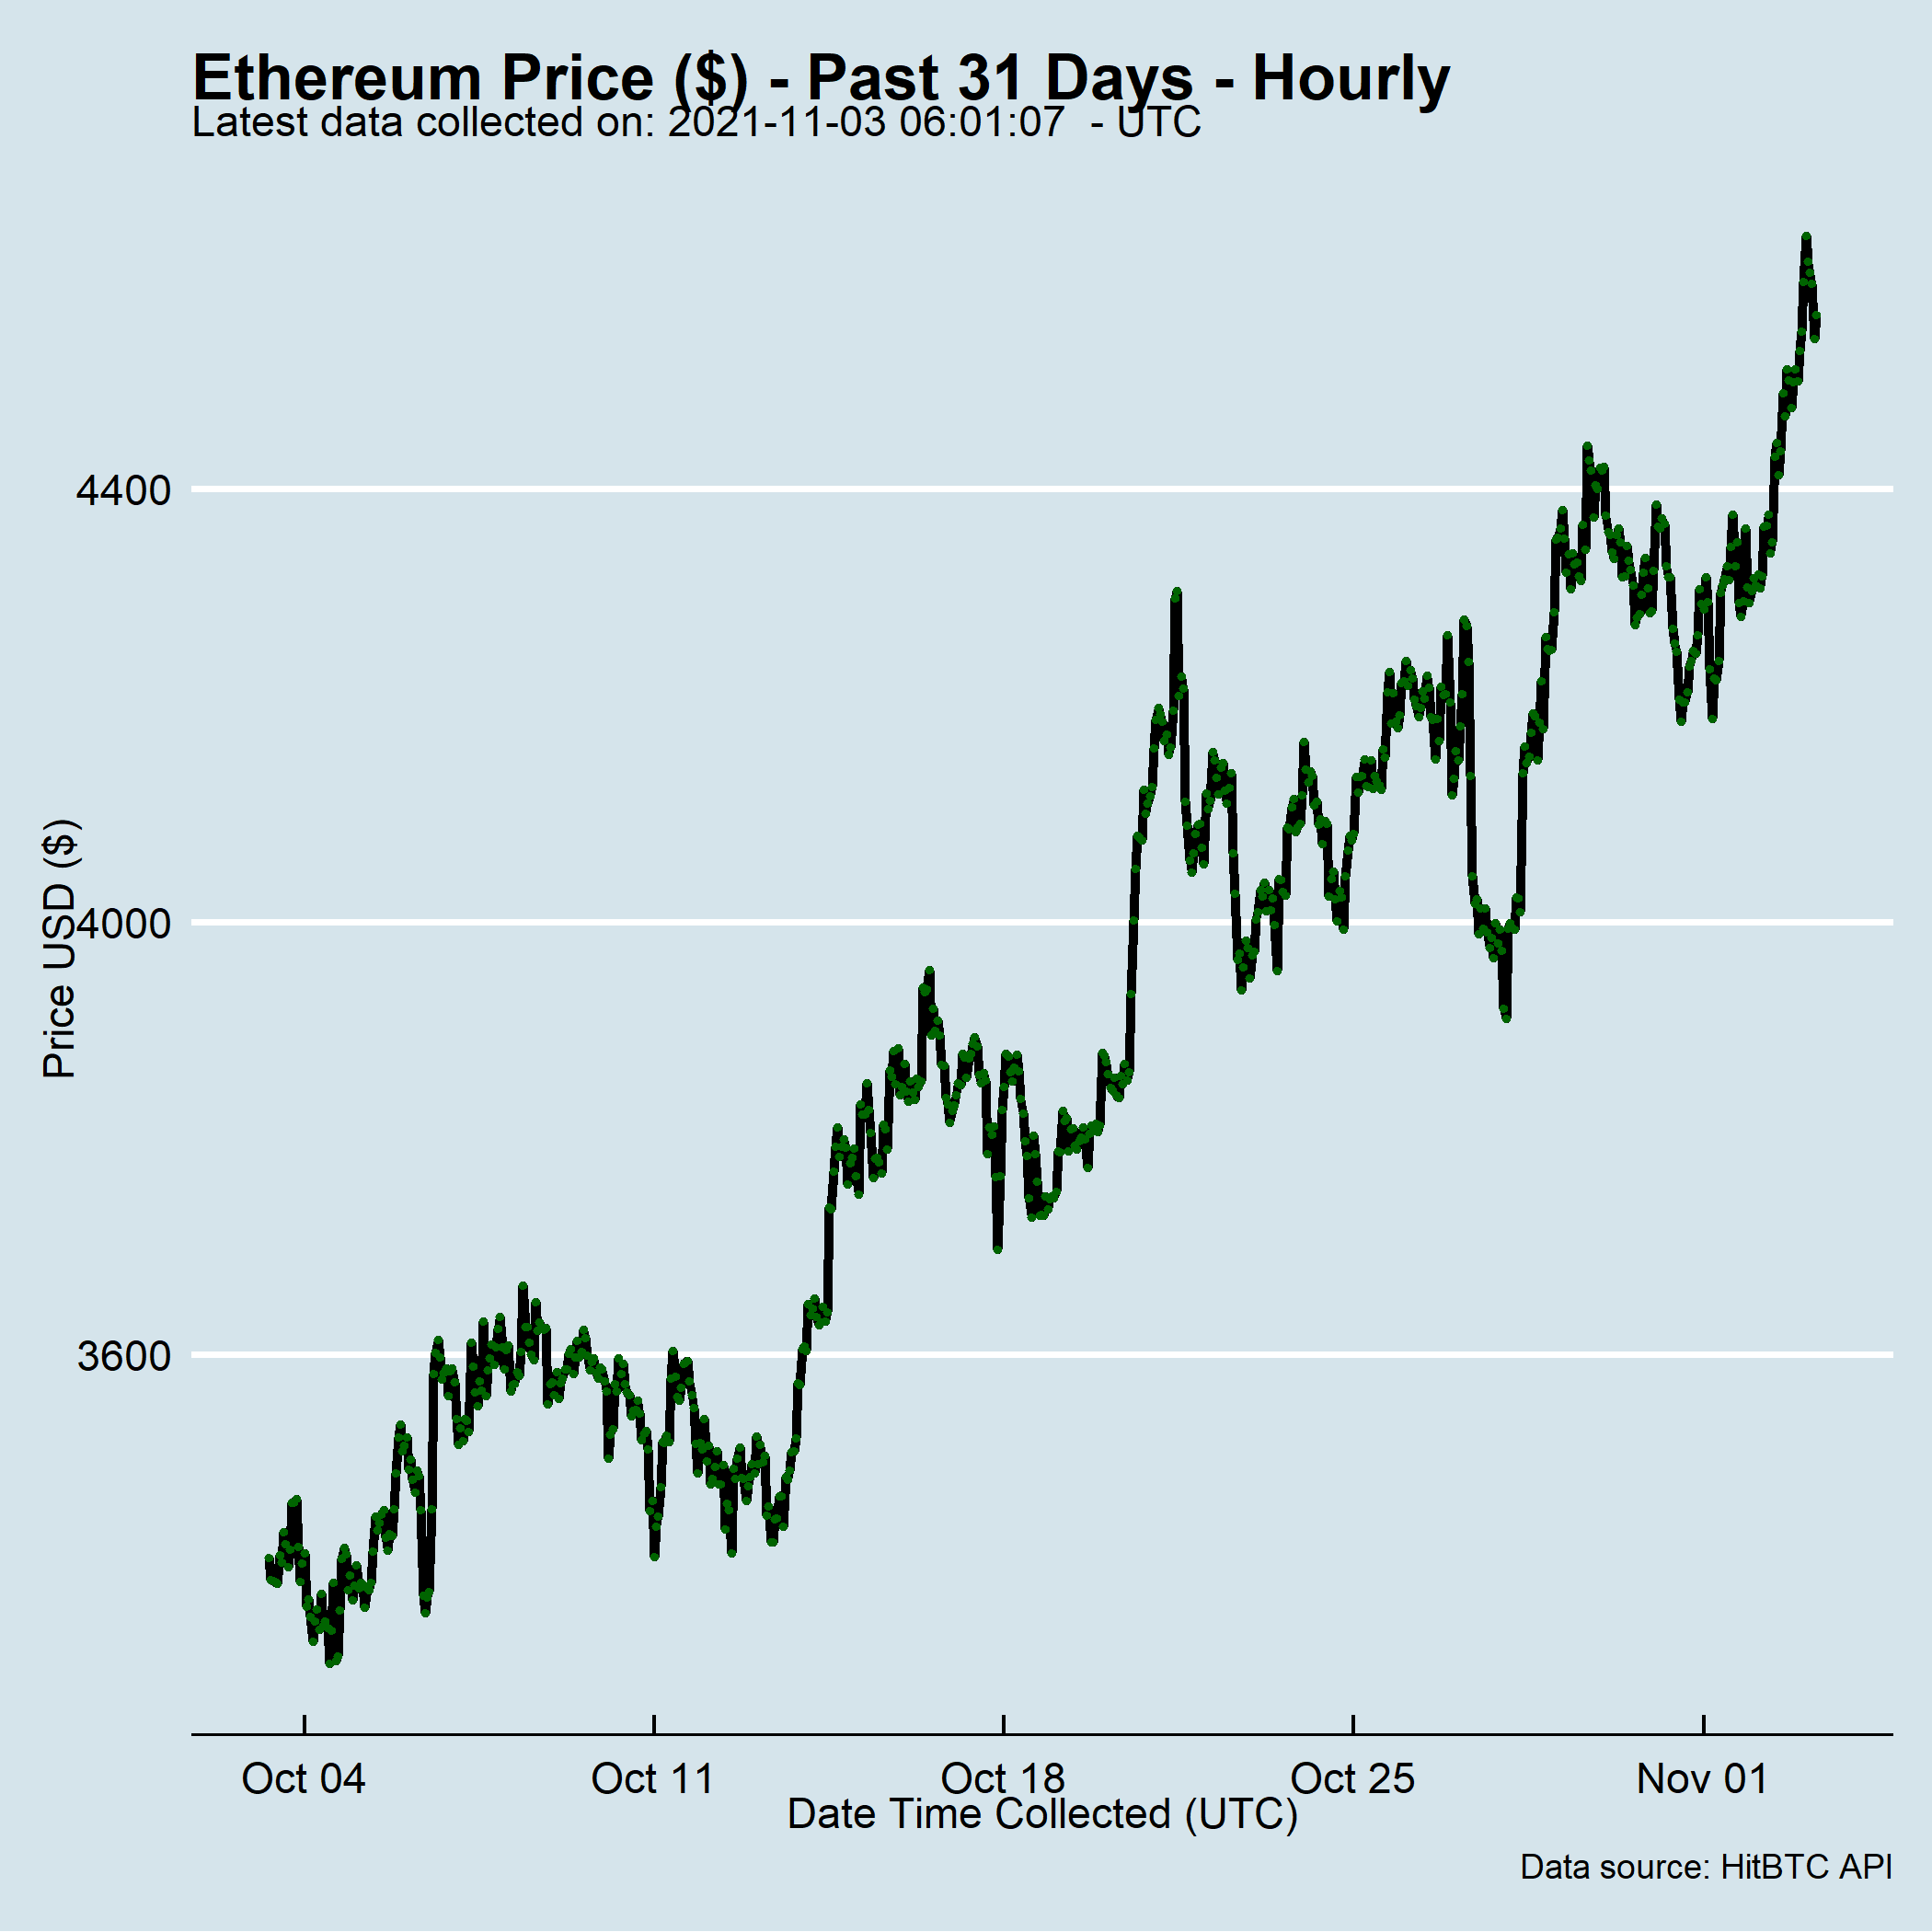 Ethereum Price ($) - Past 31 Days - Hourly
Latest data collected on: 2021-11-03 06:01:07  - UTC
4400
4000
3600
Price USD ($)
Oct 04
Oct 11
Oct 18
Oct 25
Nov 01
Date Time Collected (UTC)
Data source: HitBTC API